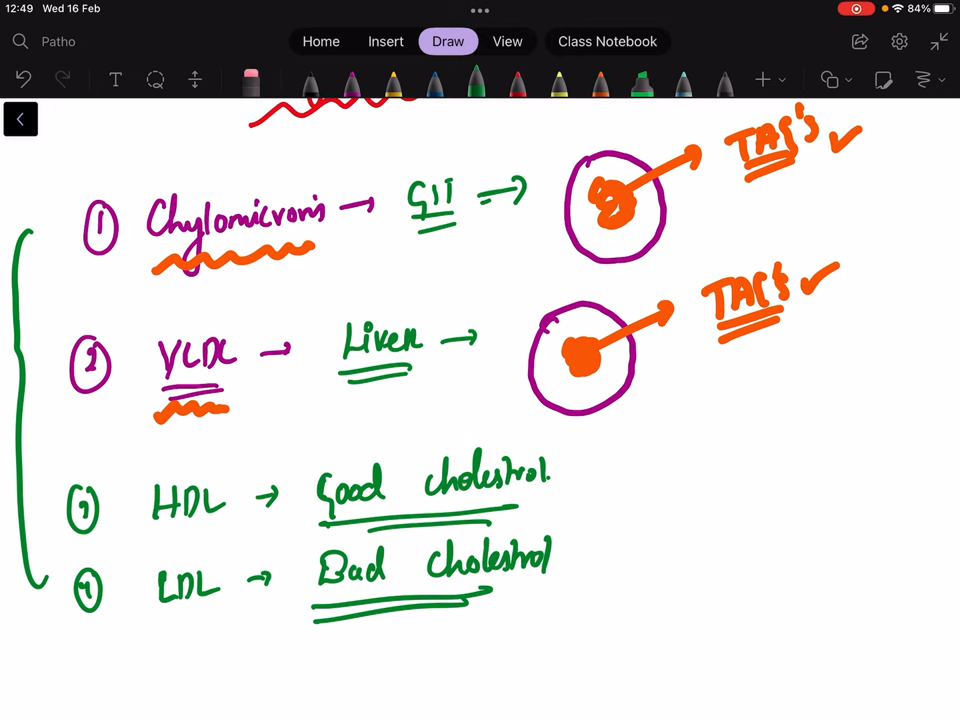 12:49 Wed 16 Feb
84%
Patho
Home Insert Draw View Class Notebook
① Chylomicrons → GIT → TAG's ✓
② VLDL → Liver → TAG's ✓
③ HDL → Good cholestrol.
④ LDL → Bad cholestrol